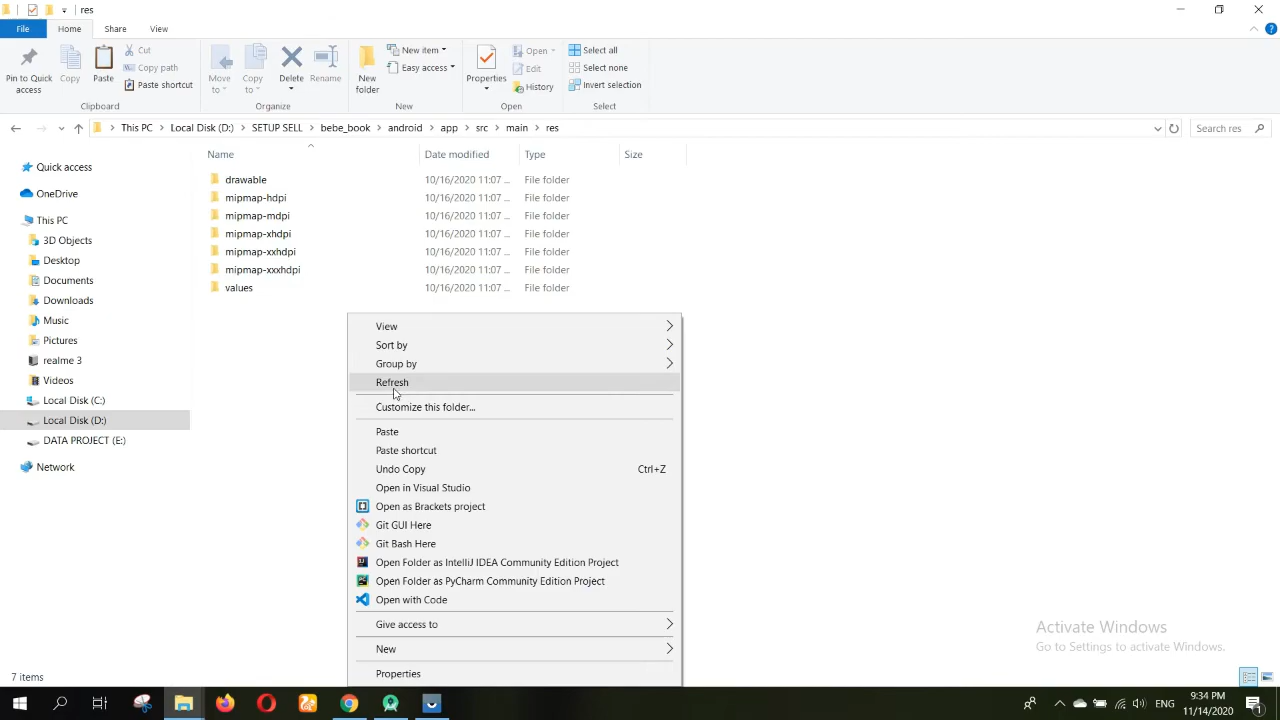 res
File Home Share View
Pin to Quick access Copy Paste Cut Copy path Paste shortcut Move to Copy to Delete Rename New folder New item Easy access Properties Open Edit History Select all Select none Invert selection
Clipboard Organize New Open Select
This PC Local Disk (D:) SETUP SELL bebe_book android app src main res Search res
Name Date modified Type Size
Quick access
OneDrive
This PC
3D Objects
Desktop
Documents
Downloads
Music
Pictures
realme 3
Videos
Local Disk (C:)
Local Disk (D:)
DATA PROJECT (E:)
Network
drawable 10/16/2020 11:07 ... File folder
mipmap-hdpi 10/16/2020 11:07 ... File folder
mipmap-mdpi 10/16/2020 11:07 ... File folder
mipmap-xhdpi 10/16/2020 11:07 ... File folder
mipmap-xxhdpi 10/16/2020 11:07 ... File folder
mipmap-xxxhdpi 10/16/2020 11:07 ... File folder
values 10/16/2020 11:07 ... File folder
View
Sort by
Group by
Refresh
Customize this folder...
Paste
Paste shortcut
Undo Copy Ctrl+Z
Open in Visual Studio
Open as Brackets project
Git GUI Here
Git Bash Here
Open Folder as IntelliJ IDEA Community Edition Project
Open Folder as PyCharm Community Edition Project
Open with Code
Give access to
New
Properties
Activate Windows
Go to Settings to activate Windows.
7 items
ENG
9:34 PM
11/14/2020